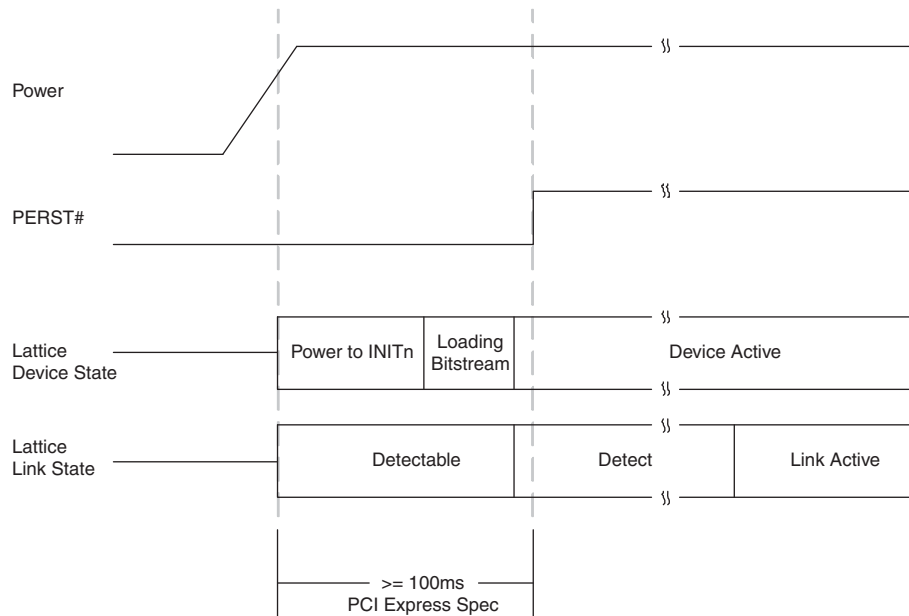 Power
PERST#
Lattice
Device State
Power to INITn
Loading
Bitstream
Device Active
Lattice
Link State
Detectable
Detect
Link Active
>= 100ms
PCI Express Spec